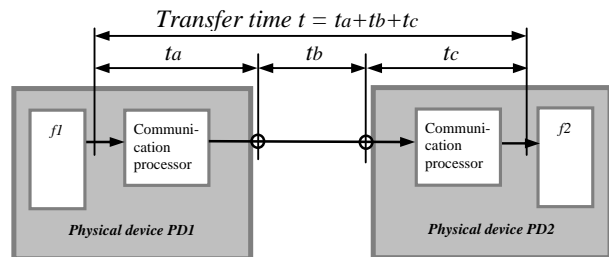 Transfer time t = ta+tb+tc
ta
tb
tc
f1
Communi-
cation
processor
Physical device PD1
Communi-
cation
processor
f2
Physical device PD2